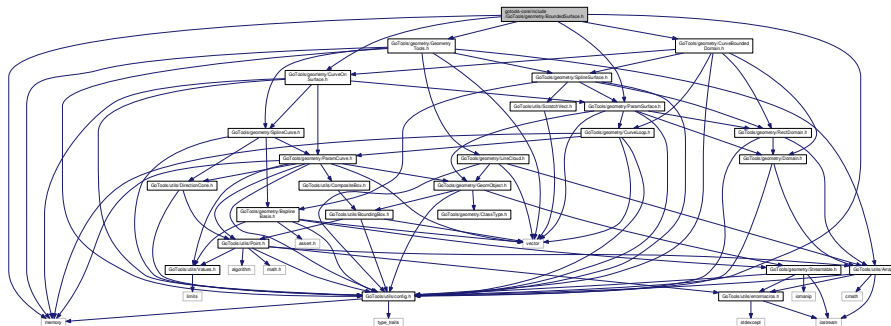 gotools-core/include
/GoTools/geometry/BoundedSurface.h
GoTools/geometry/Geometry
Tools.h
GoTools/geometry/CurveBounded
Domain.h
GoTools/geometry/CurveOn
Surface.h
GoTools/geometry/SplineSurface.h
GoTools/utils/ScratchVect.h
GoTools/geometry/ParamSurface.h
GoTools/geometry/SplineCurve.h
GoTools/geometry/CurveLoop.h
GoTools/geometry/RectDomain.h
GoTools/geometry/ParamCurve.h
GoTools/geometry/LineCloud.h
GoTools/geometry/Domain.h
GoTools/utils/DirectionCone.h
GoTools/utils/CompositeBox.h
GoTools/geometry/GeomObject.h
GoTools/geometry/Bspline
Basis.h
GoTools/utils/BoundingBox.h
GoTools/geometry/ClassType.h
GoTools/utils/Point.h
assert.h
vector
GoTools/utils/Values.h
algorithm
math.h
GoTools/geometry/Streamable.h
GoTools/utils/Array.h
limits
GoTools/utils/config.h
GoTools/utils/errormacros.h
iomanip
cmath
memory
type_traits
stdexcept
iostream